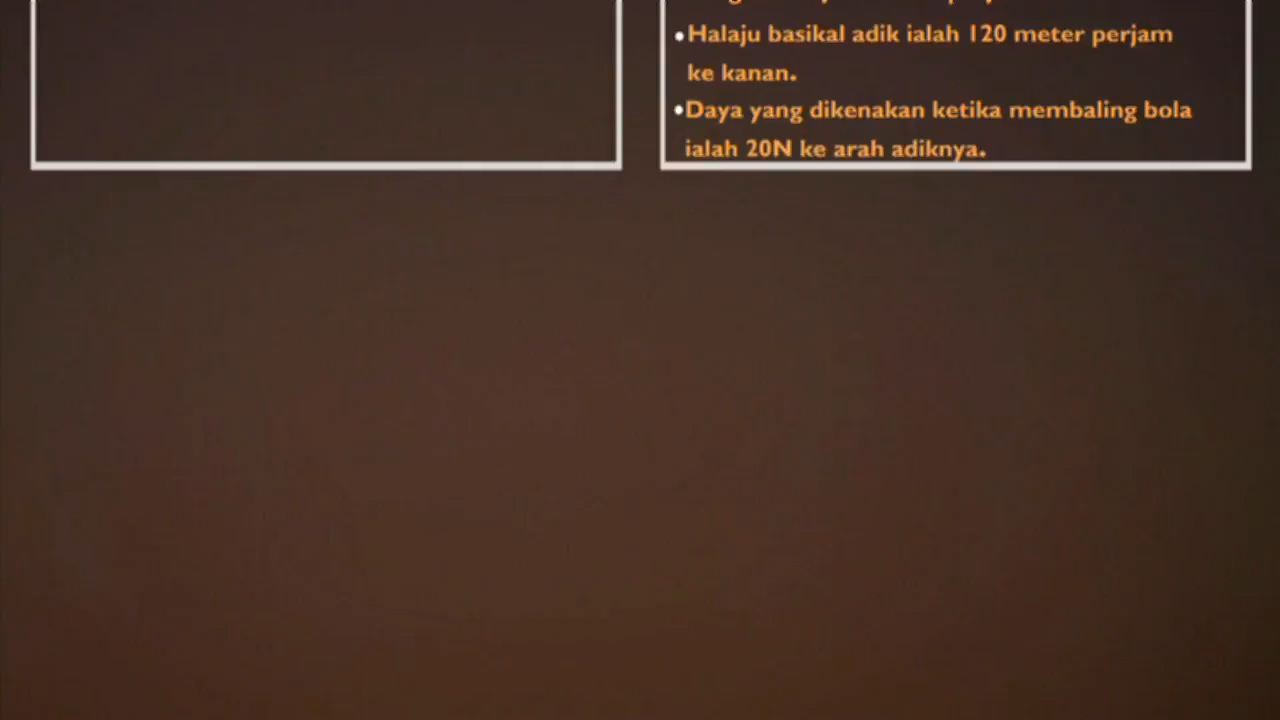 •Halaju basikal adik ialah 120 meter perjam
ke kanan.
•Daya yang dikenakan ketika membaling bola
ialah 20N ke arah adiknya.